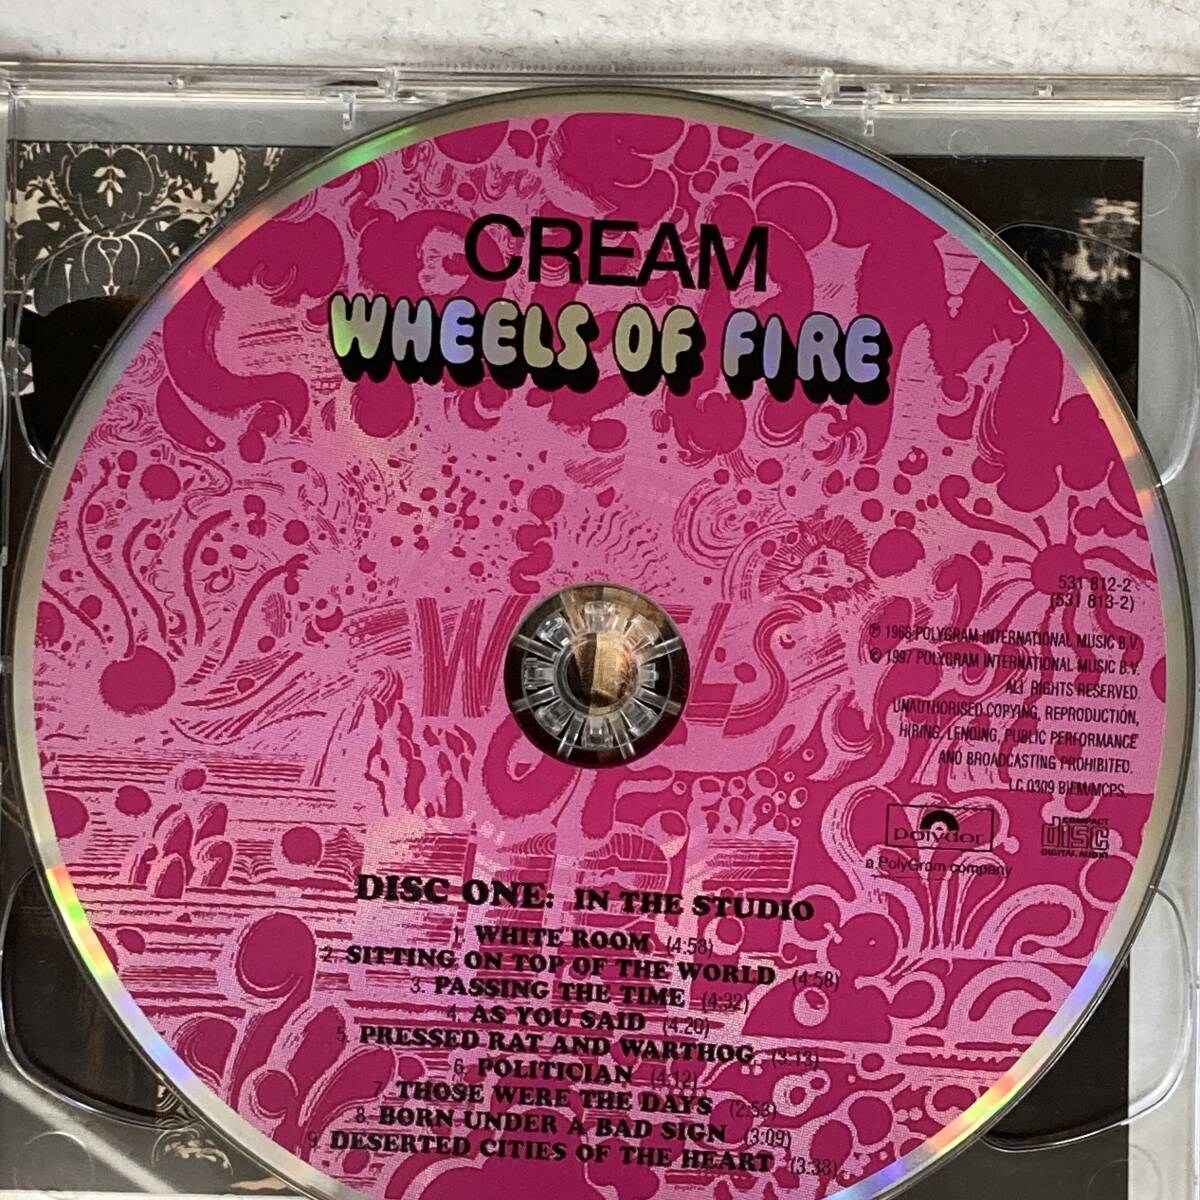 CREAM
WHEELS OF FIRE
531 812-2
(531 813-2)
℗ 1968 POLYGRAM INTERNATIONAL MUSIC B.V.
© 1997 POLYGRAM INTERNATIONAL MUSIC B.V.
ALL RIGHTS RESERVED.
UNAUTHORISED COPYING, REPRODUCTION,
HIRING, LENDING, PUBLIC PERFORMANCE
AND BROADCASTING PROHIBITED.
LC 0309 BIEM/MCPS.
polydor
a PolyGram company
COMPACT
disc
DIGITAL AUDIO
DISC ONE: IN THE STUDIO
1. WHITE ROOM (4:58)
2. SITTING ON TOP OF THE WORLD (4:58)
3. PASSING THE TIME (4:32)
4. AS YOU SAID (4:20)
5. PRESSED RAT AND WARTHOG (3:13)
6. POLITICIAN (4:12)
7. THOSE WERE THE DAYS (2:53)
8. BORN UNDER A BAD SIGN (3:09)
9. DESERTED CITIES OF THE HEART (3:38)